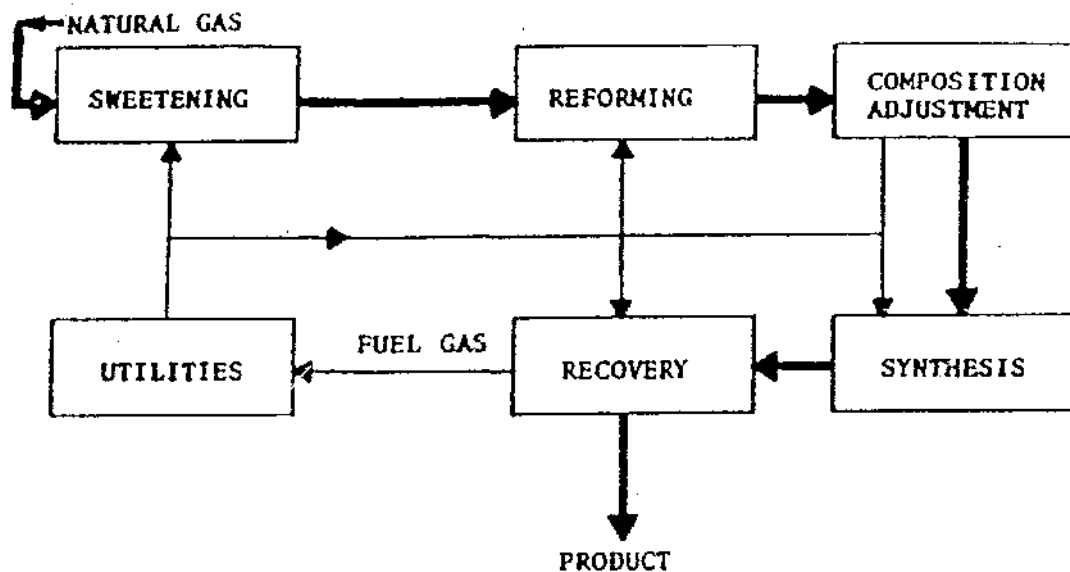 NATURAL GAS
SWEETENING
REFORMING
COMPOSITION
ADJUSTMENT
UTILITIES
FUEL GAS
RECOVERY
SYNTHESIS
PRODUCT